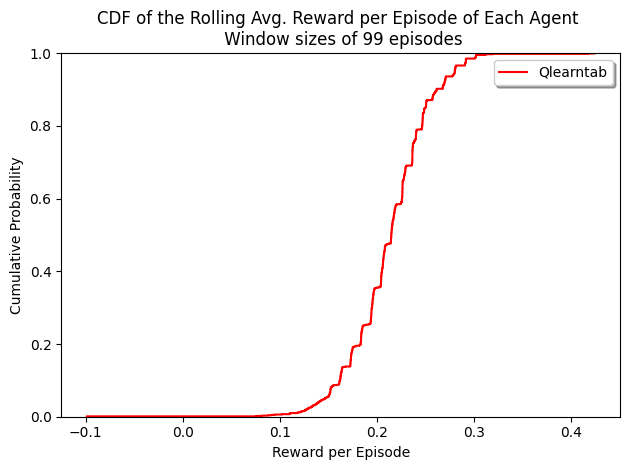 CDF of the Rolling Avg. Reward per Episode of Each Agent
Window sizes of 99 episodes
1.0
Qlearntab
0.8
0.6
0.4
0.2
0.0
Cumulative Probability
−0.1 0.0 0.1 0.2 0.3 0.4
Reward per Episode